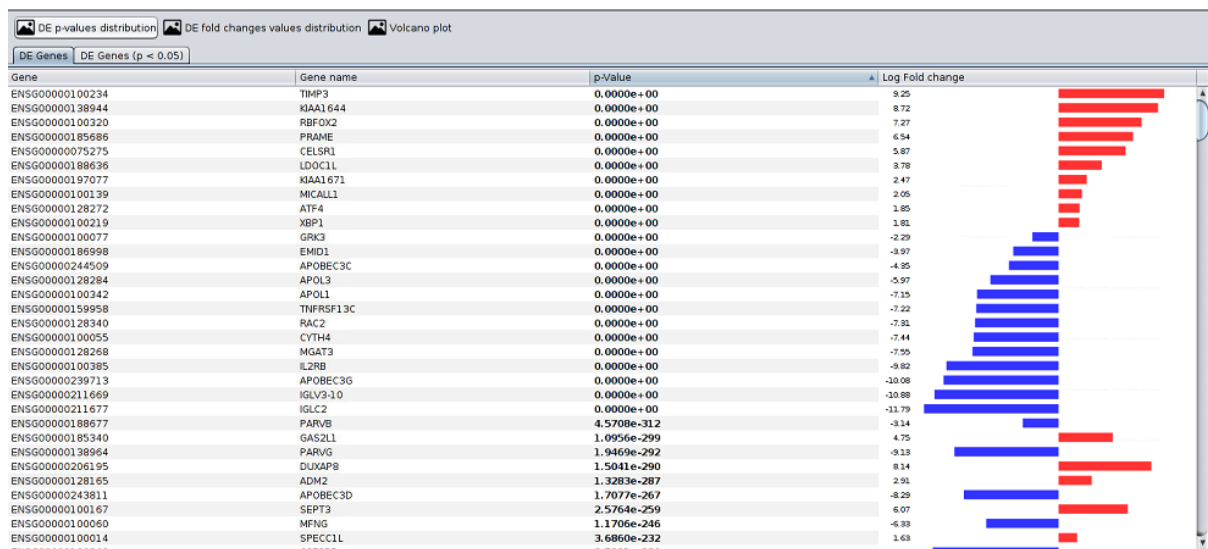 DE p-values distribution DE fold changes values distribution Volcano plot
DE Genes DE Genes (p < 0.05)
Gene Gene name p-Value Log Fold change
ENSG00000100234 TIMP3 0.0000e+00 9.25
ENSG00000138944 KIAA1644 0.0000e+00 8.72
ENSG00000100320 RBFOX2 0.0000e+00 7.27
ENSG00000185686 PRAME 0.0000e+00 6.54
ENSG00000075275 CELSR1 0.0000e+00 5.87
ENSG00000188636 LDOC1L 0.0000e+00 3.78
ENSG00000197077 KIAA1671 0.0000e+00 2.47
ENSG00000100139 MICALL1 0.0000e+00 2.05
ENSG00000128272 ATF4 0.0000e+00 1.85
ENSG00000100219 XBP1 0.0000e+00 1.81
ENSG00000100077 GRK3 0.0000e+00 -2.29
ENSG00000186998 EMID1 0.0000e+00 -3.97
ENSG00000244509 APOBEC3C 0.0000e+00 -4.35
ENSG00000128284 APOL3 0.0000e+00 -5.97
ENSG00000100342 APOL1 0.0000e+00 -7.15
ENSG00000159958 TNFRSF13C 0.0000e+00 -7.22
ENSG00000128340 RAC2 0.0000e+00 -7.31
ENSG00000100055 CYTH4 0.0000e+00 -7.44
ENSG00000128268 MGAT3 0.0000e+00 -7.55
ENSG00000100385 IL2RB 0.0000e+00 -9.82
ENSG00000239713 APOBEC3G 0.0000e+00 -10.08
ENSG00000211669 IGLV3-10 0.0000e+00 -10.88
ENSG00000211677 IGLC2 0.0000e+00 -11.79
ENSG00000188677 PARVB 4.5708e-312 -3.14
ENSG00000185340 GAS2L1 1.0956e-299 4.75
ENSG00000138964 PARVG 1.9469e-292 -9.13
ENSG00000206195 DUXAP8 1.5041e-290 8.14
ENSG00000128165 ADM2 1.3283e-287 2.91
ENSG00000243811 APOBEC3D 1.7077e-267 -8.29
ENSG00000100167 SEPT3 2.5764e-259 6.07
ENSG00000100060 MFNG 1.1706e-246 -6.33
ENSG00000100014 SPECC1L 3.6860e-232 1.63